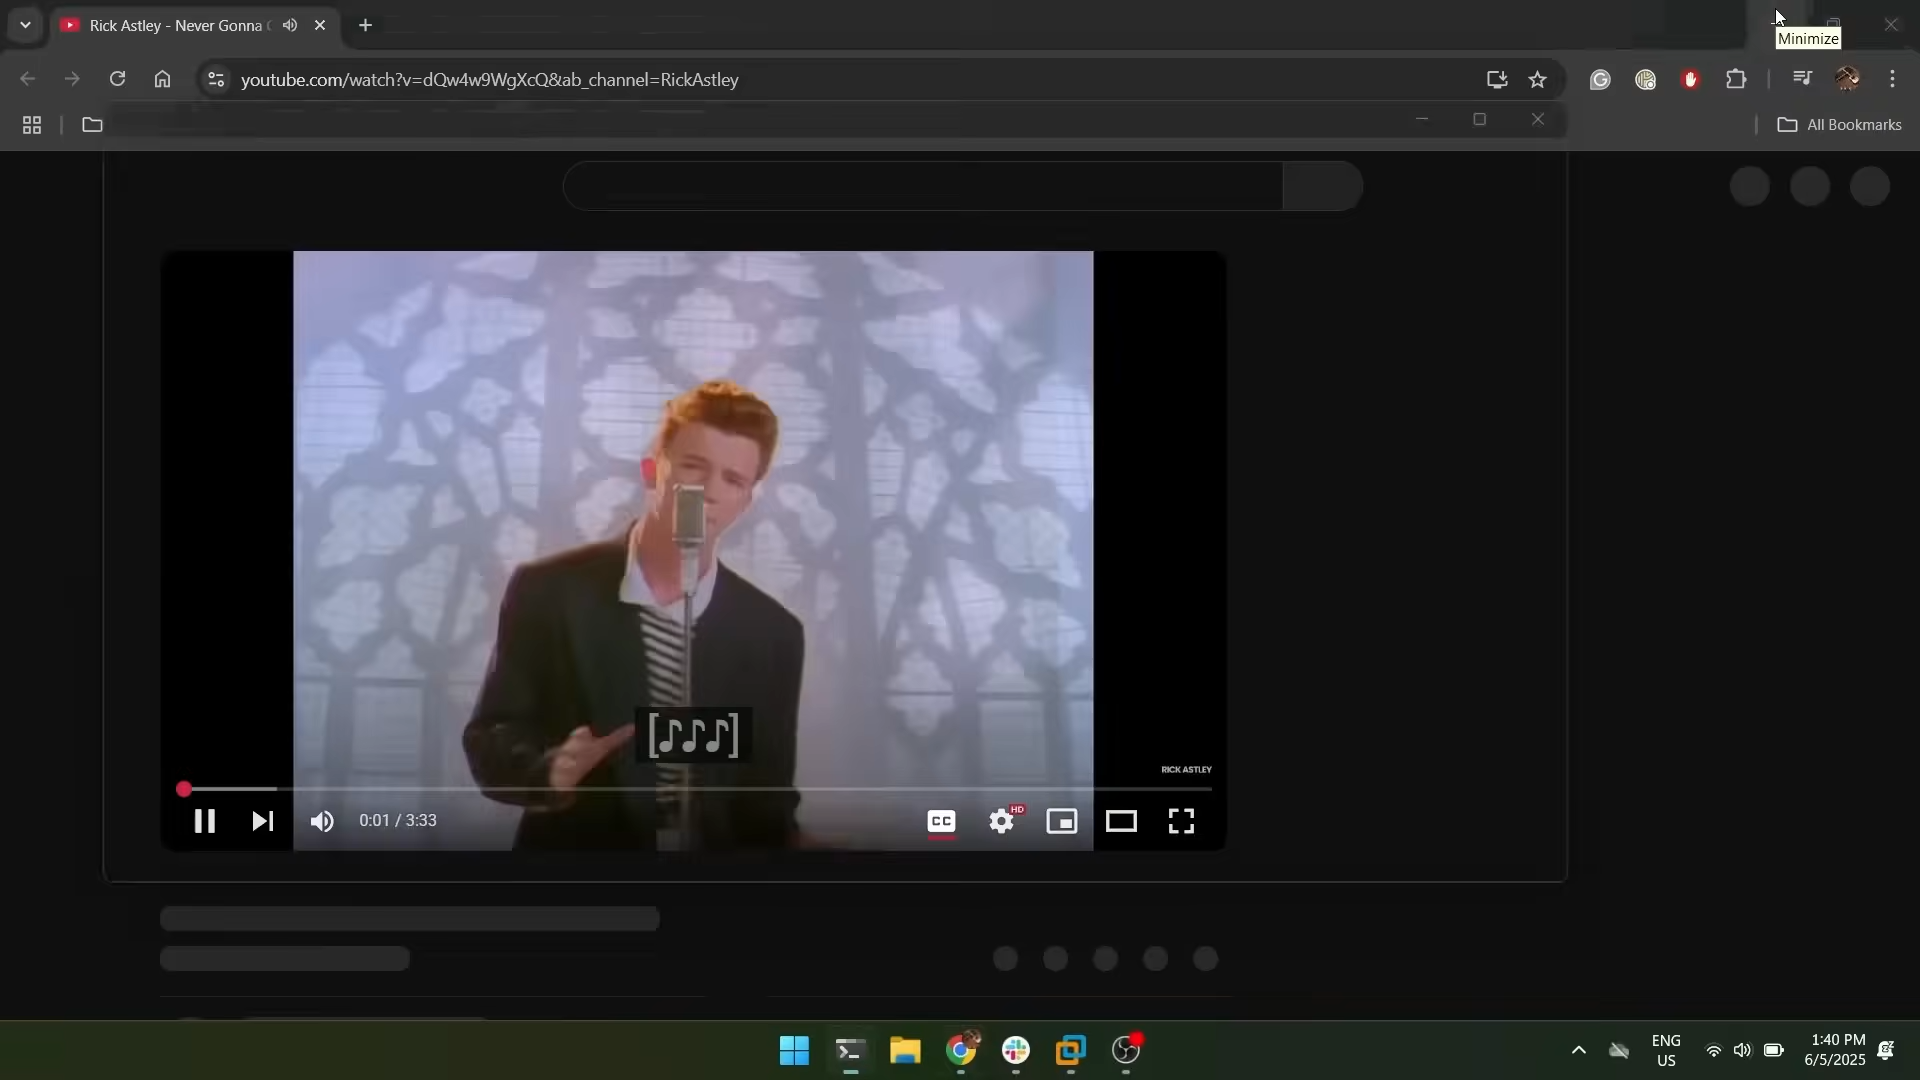 Rick Astley - Never Gonna
Minimize
youtube.com/watch?v=dQw4w9WgXcQ&ab_channel=RickAstley
All Bookmarks
[♪♪♪]
RICK ASTLEY
0:01 / 3:33
CC
HD
ENG
US
1:40 PM
6/5/2025